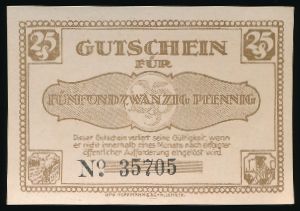 25 25
GUTSCHEIN
FÜR
FÜNFUNDZWANZIG PFENNIG
Dieser Gutschein verliert seine Gültigkeit, wenn
er nicht innerhalb eines Monats nach erfolgter
öffentlicher Aufforderung eingelöst wird.
No. 35705